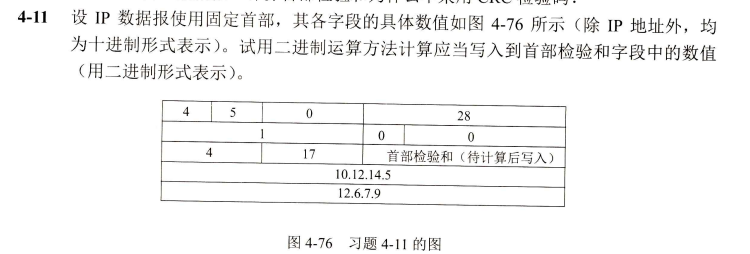 4-11 设 IP 数据报使用固定首部，其各字段的具体数值如图 4-76 所示（除 IP 地址外，均
为十进制形式表示）。试用二进制运算方法计算应当写入到首部检验和字段中的数值
（用二进制形式表示）。
4 5 0 28
1 0 0
4 17 首部检验和（待计算后写入）
10.12.14.5
12.6.7.9
图 4-76 习题 4-11 的图